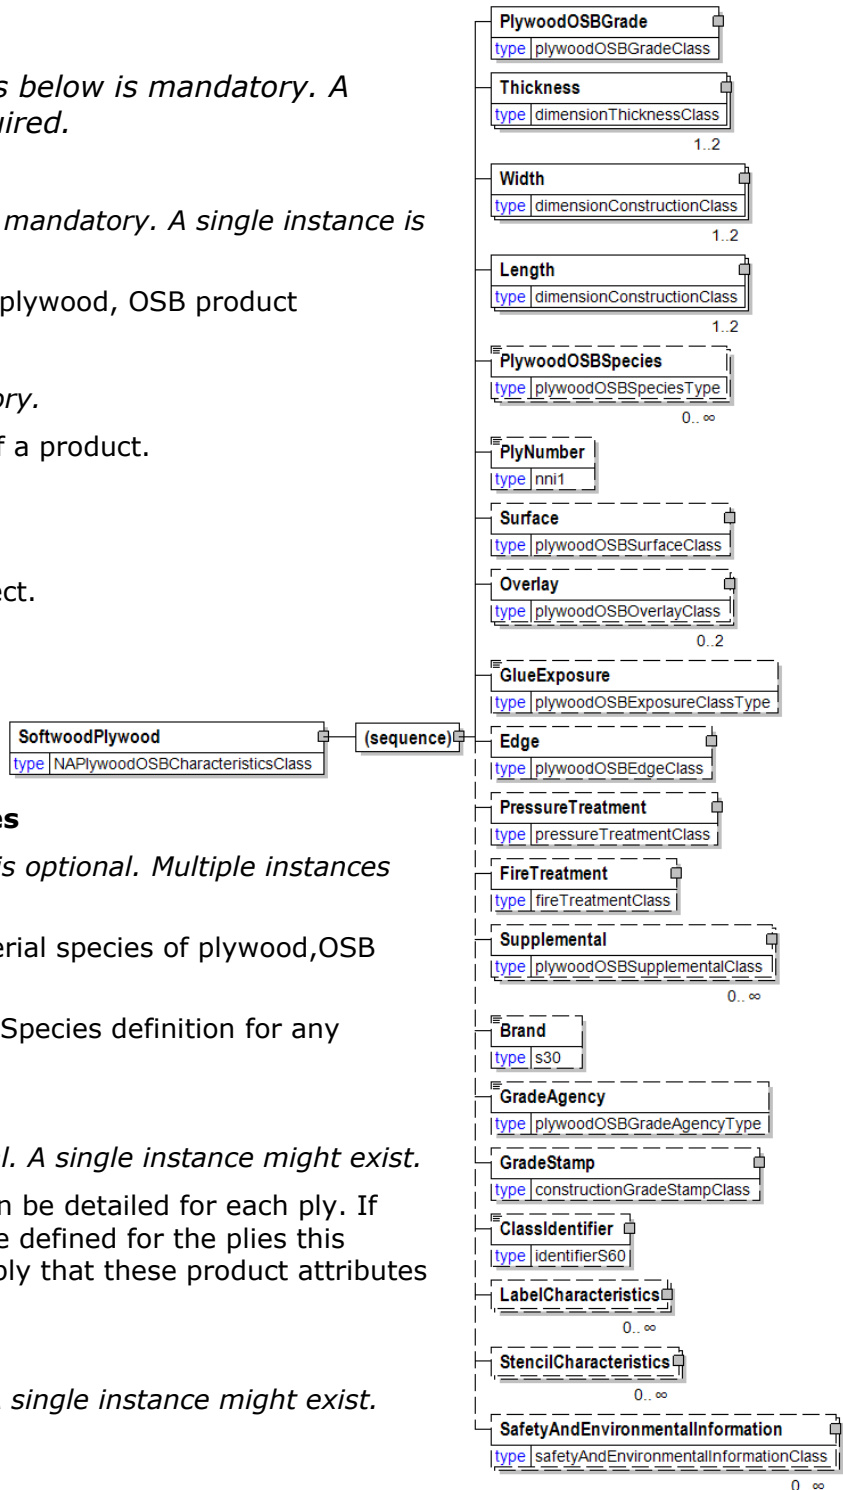 s below is mandatory. A
uired.
mandatory. A single instance is
plywood, OSB product
ory.
f a product.
ect.
es
is optional. Multiple instances
erial species of plywood,OSB
Species definition for any
l. A single instance might exist.
n be detailed for each ply. If
e defined for the plies this
ply that these product attributes
single instance might exist.
SoftwoodPlywood
type NAPlywoodOSBCharacteristicsClass
(sequence)
PlywoodOSBGrade
type plywoodOSBGradeClass
Thickness
type dimensionThicknessClass
1..2
Width
type dimensionConstructionClass
1..2
Length
type dimensionConstructionClass
1..2
PlywoodOSBSpecies
type plywoodOSBSpeciesType
0..∞
PlyNumber
type nni1
Surface
type plywoodOSBSurfaceClass
Overlay
type plywoodOSBOverlayClass
0..2
GlueExposure
type plywoodOSBExposureClassType
Edge
type plywoodOSBEdgeClass
PressureTreatment
type pressureTreatmentClass
FireTreatment
type fireTreatmentClass
Supplemental
type plywoodOSBSupplementalClass
0..∞
Brand
type s30
GradeAgency
type plywoodOSBGradeAgencyType
GradeStamp
type constructionGradeStampClass
ClassIdentifier
type identifierS60
LabelCharacteristics
0..∞
StencilCharacteristics
0..∞
SafetyAndEnvironmentalInformation
type safetyAndEnvironmentalInformationClass
0..∞